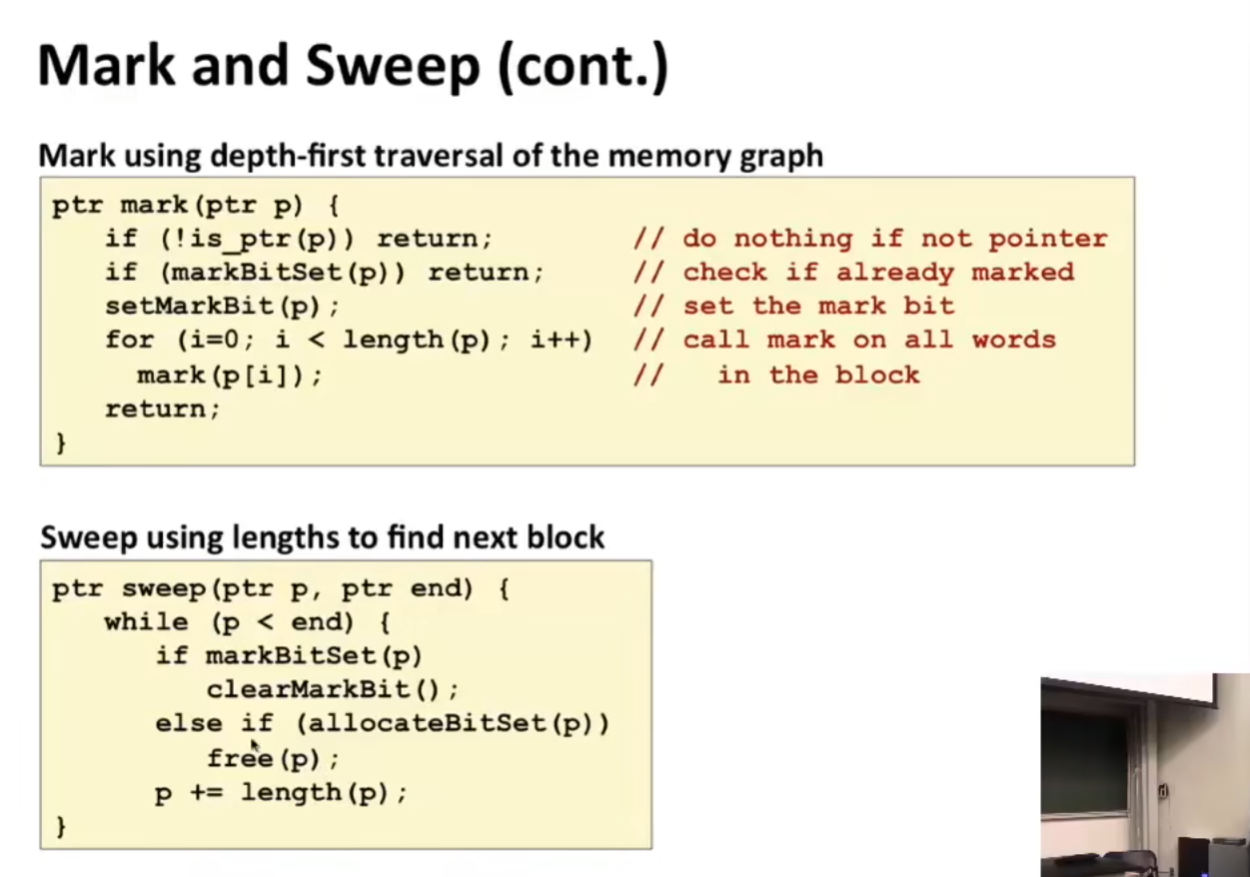 Mark and Sweep (cont.)
Mark using depth-first traversal of the memory graph
ptr mark(ptr p) {
   if (!is_ptr(p)) return;        // do nothing if not pointer
   if (markBitSet(p)) return;     // check if already marked
   setMarkBit(p);                 // set the mark bit
   for (i=0; i < length(p); i++)  // call mark on all words
     mark(p[i]);                  //   in the block
   return;
}
Sweep using lengths to find next block
ptr sweep(ptr p, ptr end) {
   while (p < end) {
      if markBitSet(p)
         clearMarkBit();
      else if (allocateBitSet(p))
         free(p);
      p += length(p);
}